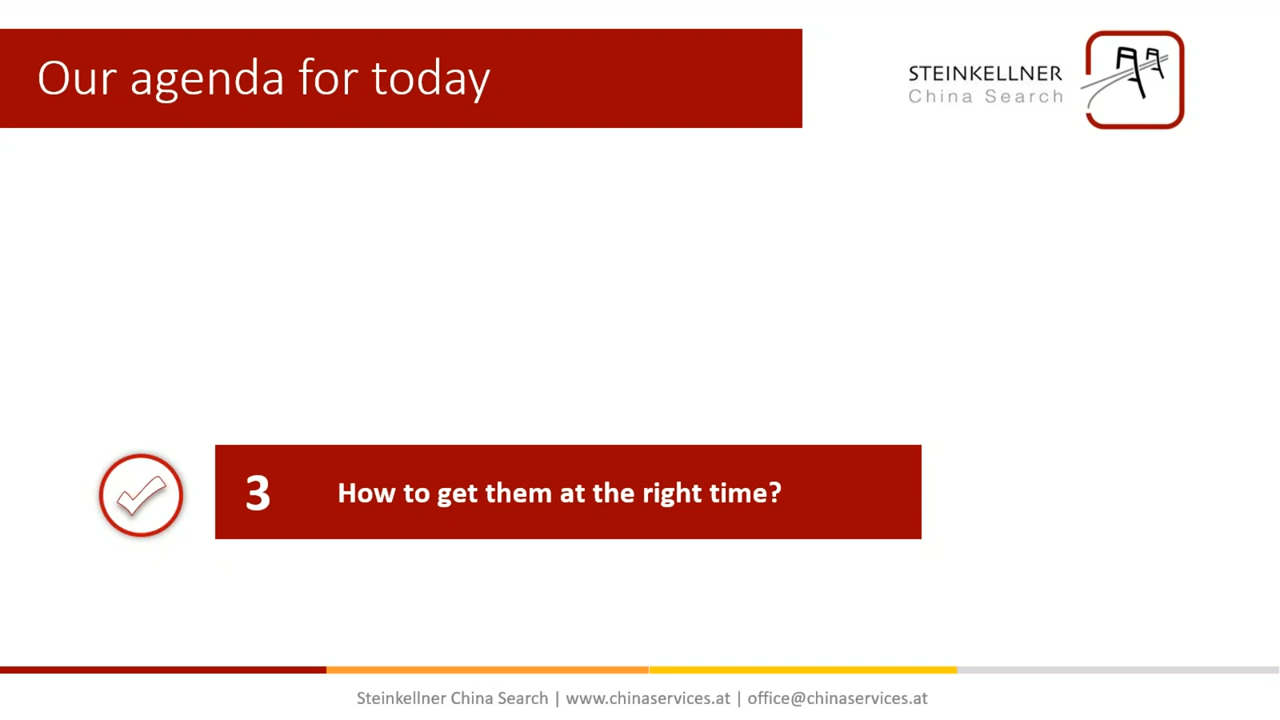 Our agenda for today
STEINKELLNER
China Search
3 How to get them at the right time?
Steinkellner China Search | www.chinaservices.at | office@chinaservices.at